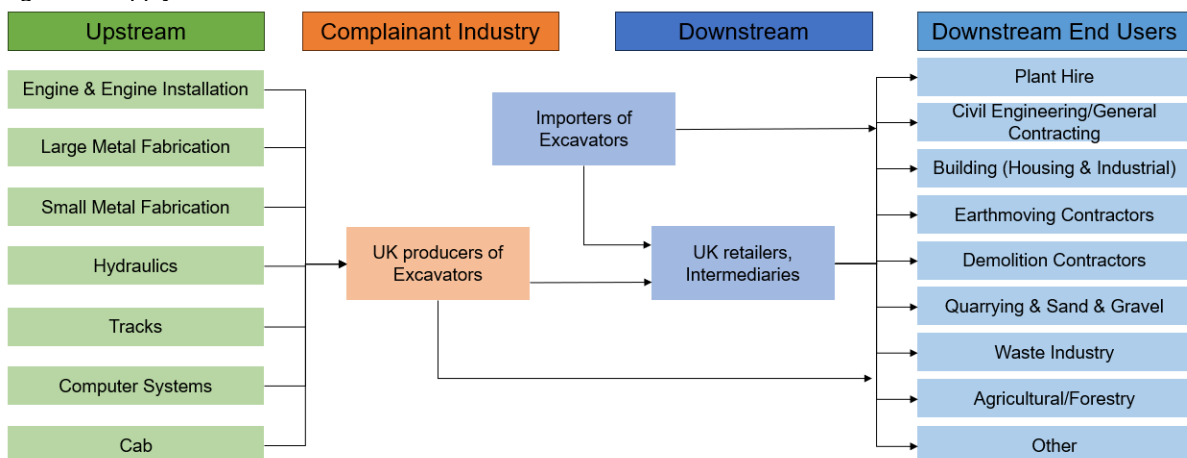 Upstream
Complainant Industry
Downstream
Downstream End Users
Engine & Engine Installation
Large Metal Fabrication
Small Metal Fabrication
Hydraulics
Tracks
Computer Systems
Cab
UK producers of
Excavators
Importers of
Excavators
UK retailers,
Intermediaries
Plant Hire
Civil Engineering/General
Contracting
Building (Housing & Industrial)
Earthmoving Contractors
Demolition Contractors
Quarrying & Sand & Gravel
Waste Industry
Agricultural/Forestry
Other